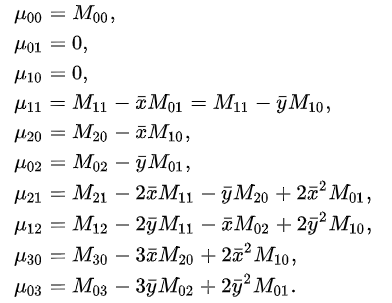 μ₀₀ = M₀₀,
μ₀₁ = 0,
μ₁₀ = 0,
μ₁₁ = M₁₁ − x̄M₀₁ = M₁₁ − ȳM₁₀,
μ₂₀ = M₂₀ − x̄M₁₀,
μ₀₂ = M₀₂ − ȳM₀₁,
μ₂₁ = M₂₁ − 2x̄M₁₁ − ȳM₂₀ + 2x̄²M₀₁,
μ₁₂ = M₁₂ − 2ȳM₁₁ − x̄M₀₂ + 2ȳ²M₁₀,
μ₃₀ = M₃₀ − 3x̄M₂₀ + 2x̄²M₁₀,
μ₀₃ = M₀₃ − 3ȳM₀₂ + 2ȳ²M₀₁.